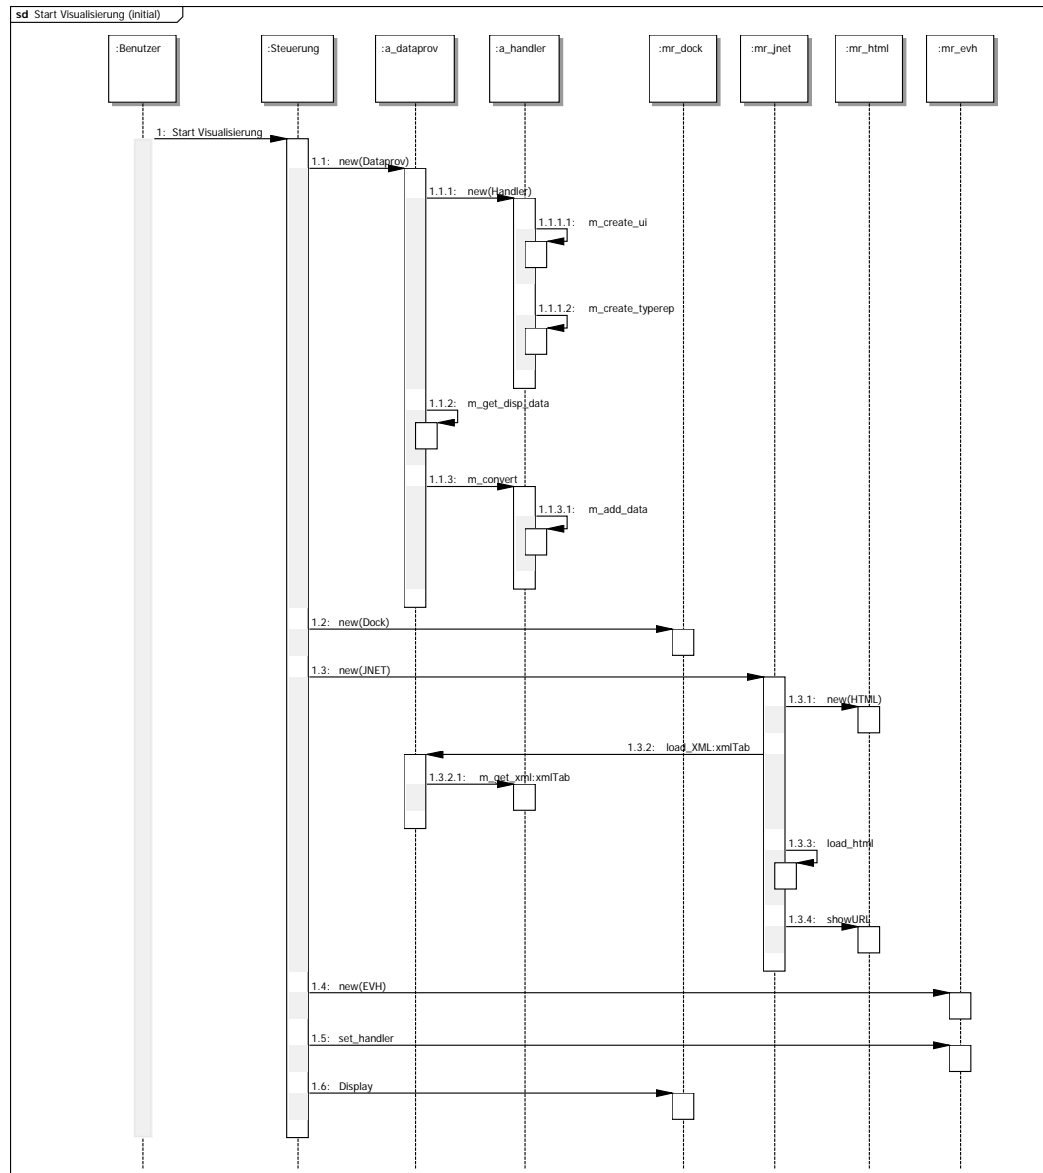 sd Start Visualisierung (initial)
:Benutzer
:Steuerung
:a_dataprov
:a_handler
:mr_dock
:mr_jnet
:mr_html
:mr_evh
1: Start Visualisierung
1.1: new(Dataprov)
1.1.1: new(Handler)
1.1.1.1: m_create_ui
1.1.1.2: m_create_typerep
1.1.2: m_get_disp_data
1.1.3: m_convert
1.1.3.1: m_add_data
1.2: new(Dock)
1.3: new(JNET)
1.3.1: new(HTML)
1.3.2: load_XML:xmlTab
1.3.2.1: m_get_xml:xmlTab
1.3.3: load_html
1.3.4: showURL
1.4: new(EVH)
1.5: set_handler
1.6: Display